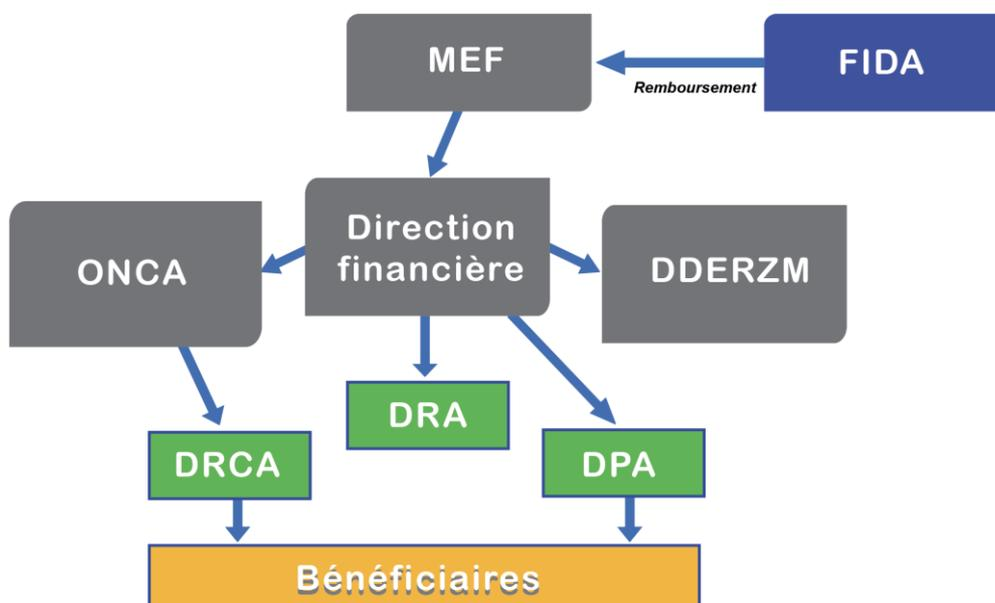 MEF
FIDA
Remboursement
Direction
financière
ONCA
DDERZM
DRA
DRCA
DPA
Bénéficiaires